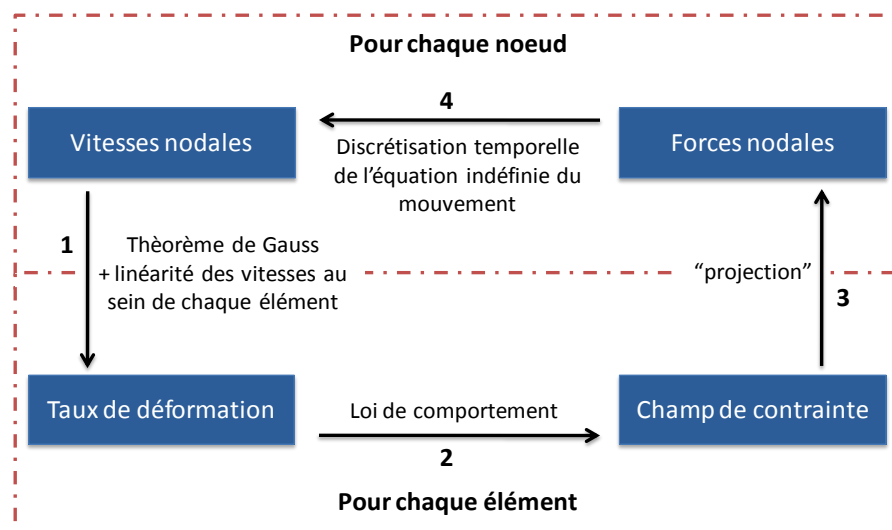 Pour chaque noeud
4
Vitesses nodales
Forces nodales
Discrétisation temporelle
de l'équation indéfinie du
mouvement
1
Thèorème de Gauss
+ linéarité des vitesses au
sein de chaque élément
"projection"
3
Taux de déformation
Loi de comportement
Champ de contrainte
2
Pour chaque élément